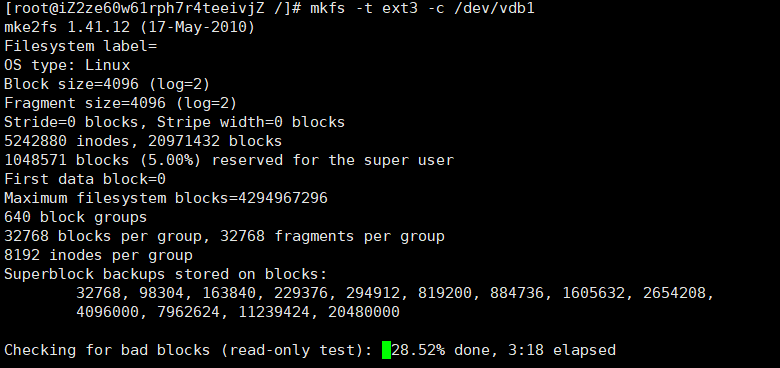 [root@iZ2ze60w61rph7r4teeivjZ /]# mkfs -t ext3 -c /dev/vdb1
mke2fs 1.41.12 (17-May-2010)
Filesystem label=
OS type: Linux
Block size=4096 (log=2)
Fragment size=4096 (log=2)
Stride=0 blocks, Stripe width=0 blocks
5242880 inodes, 20971432 blocks
1048571 blocks (5.00%) reserved for the super user
First data block=0
Maximum filesystem blocks=4294967296
640 block groups
32768 blocks per group, 32768 fragments per group
8192 inodes per group
Superblock backups stored on blocks:
32768, 98304, 163840, 229376, 294912, 819200, 884736, 1605632, 2654208,
4096000, 7962624, 11239424, 20480000
Checking for bad blocks (read-only test): 28.52% done, 3:18 elapsed